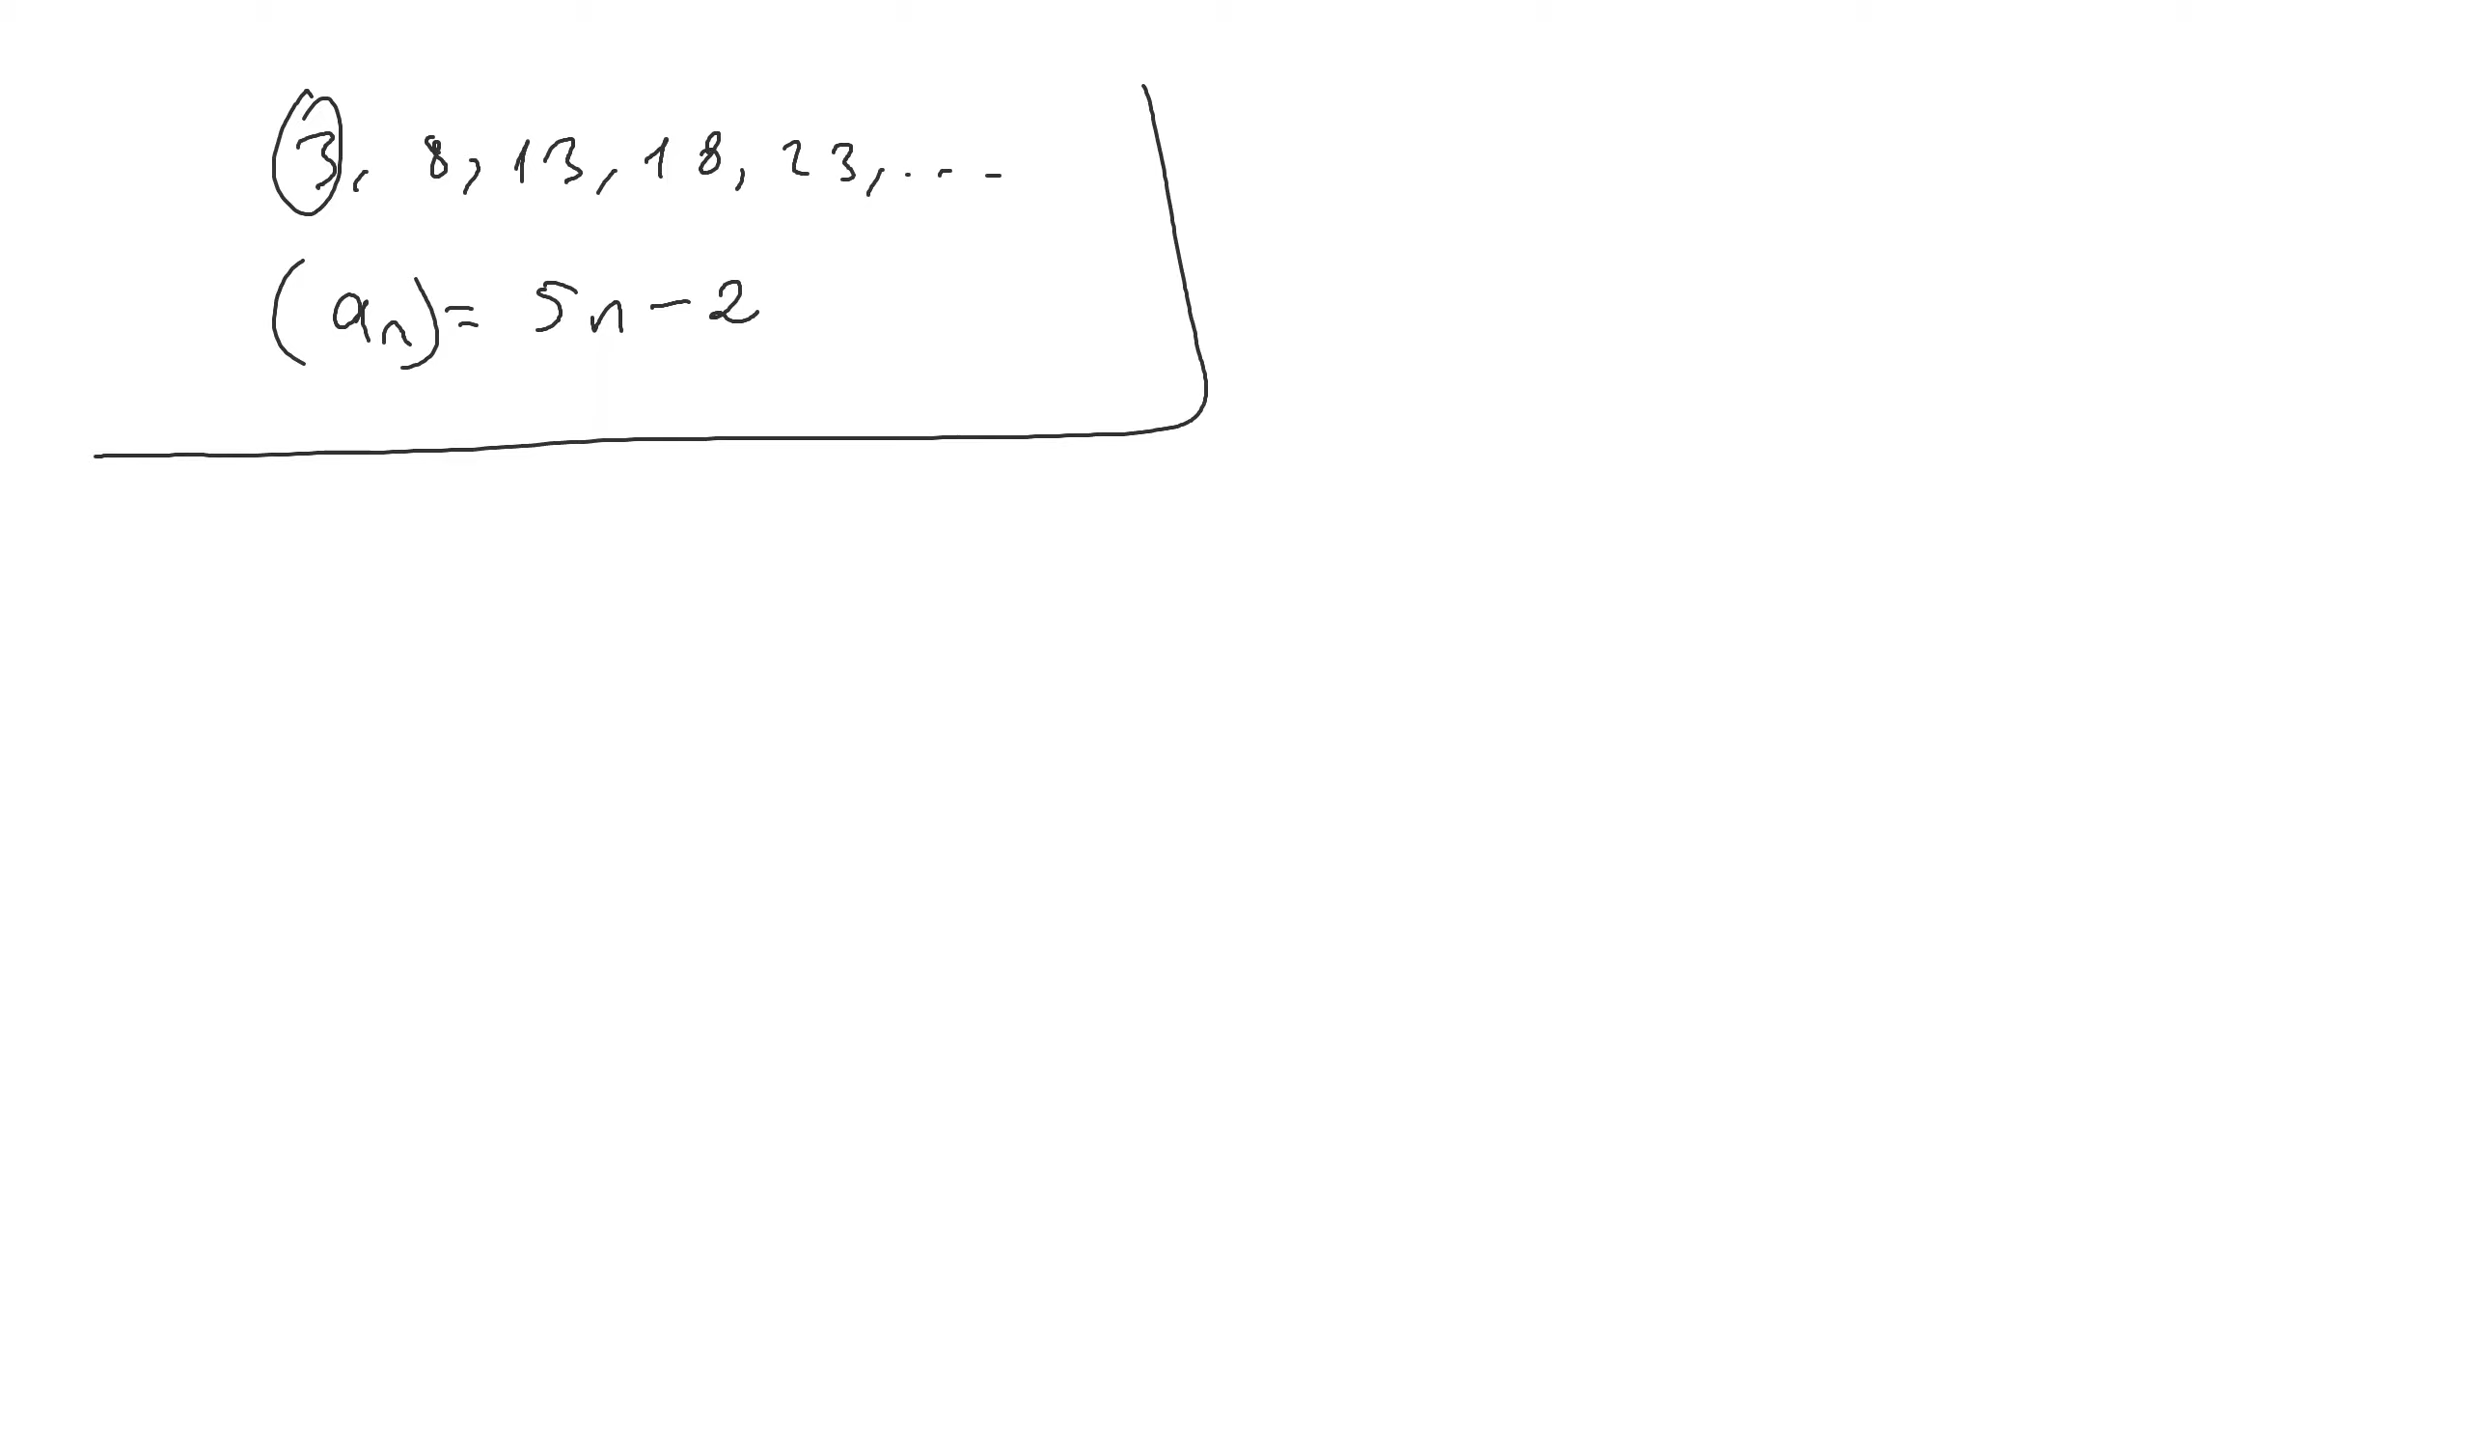 3, 8, 13, 18, 23, ...
(aₙ) = 5n - 2